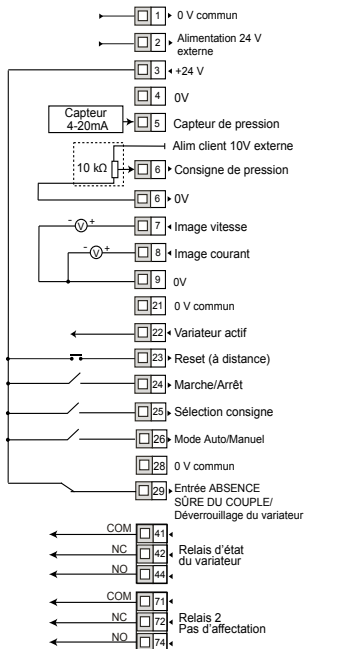 1 0 V commun
2 Alimentation 24 V
externe
3 +24 V
4 0V
Capteur
4-20mA
5 Capteur de pression
Alim client 10V externe
10 kΩ
6 Consigne de pression
6 0V
- V + 7 Image vitesse
- V + 8 Image courant
9 0V
21 0 V commun
22 Variateur actif
23 Reset (à distance)
24 Marche/Arrêt
25 Sélection consigne
26 Mode Auto/Manuel
28 0 V commun
29 Entrée ABSENCE
SÛRE DU COUPLE/
Déverrouillage du variateur
COM 41
NC 42
NO 44
Relais d'état
du variateur
COM 71
NC 72
NO 74
Relais 2
Pas d'affectation